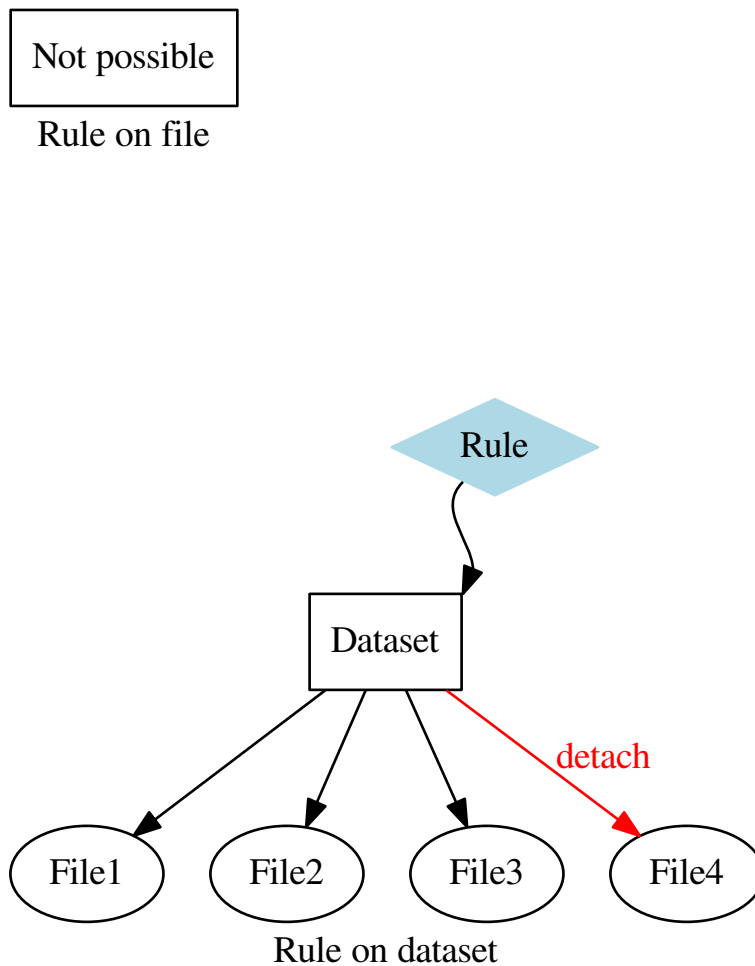 Not possible
Rule on file
Rule
Dataset
detach
File1
File2
File3
File4
Rule on dataset